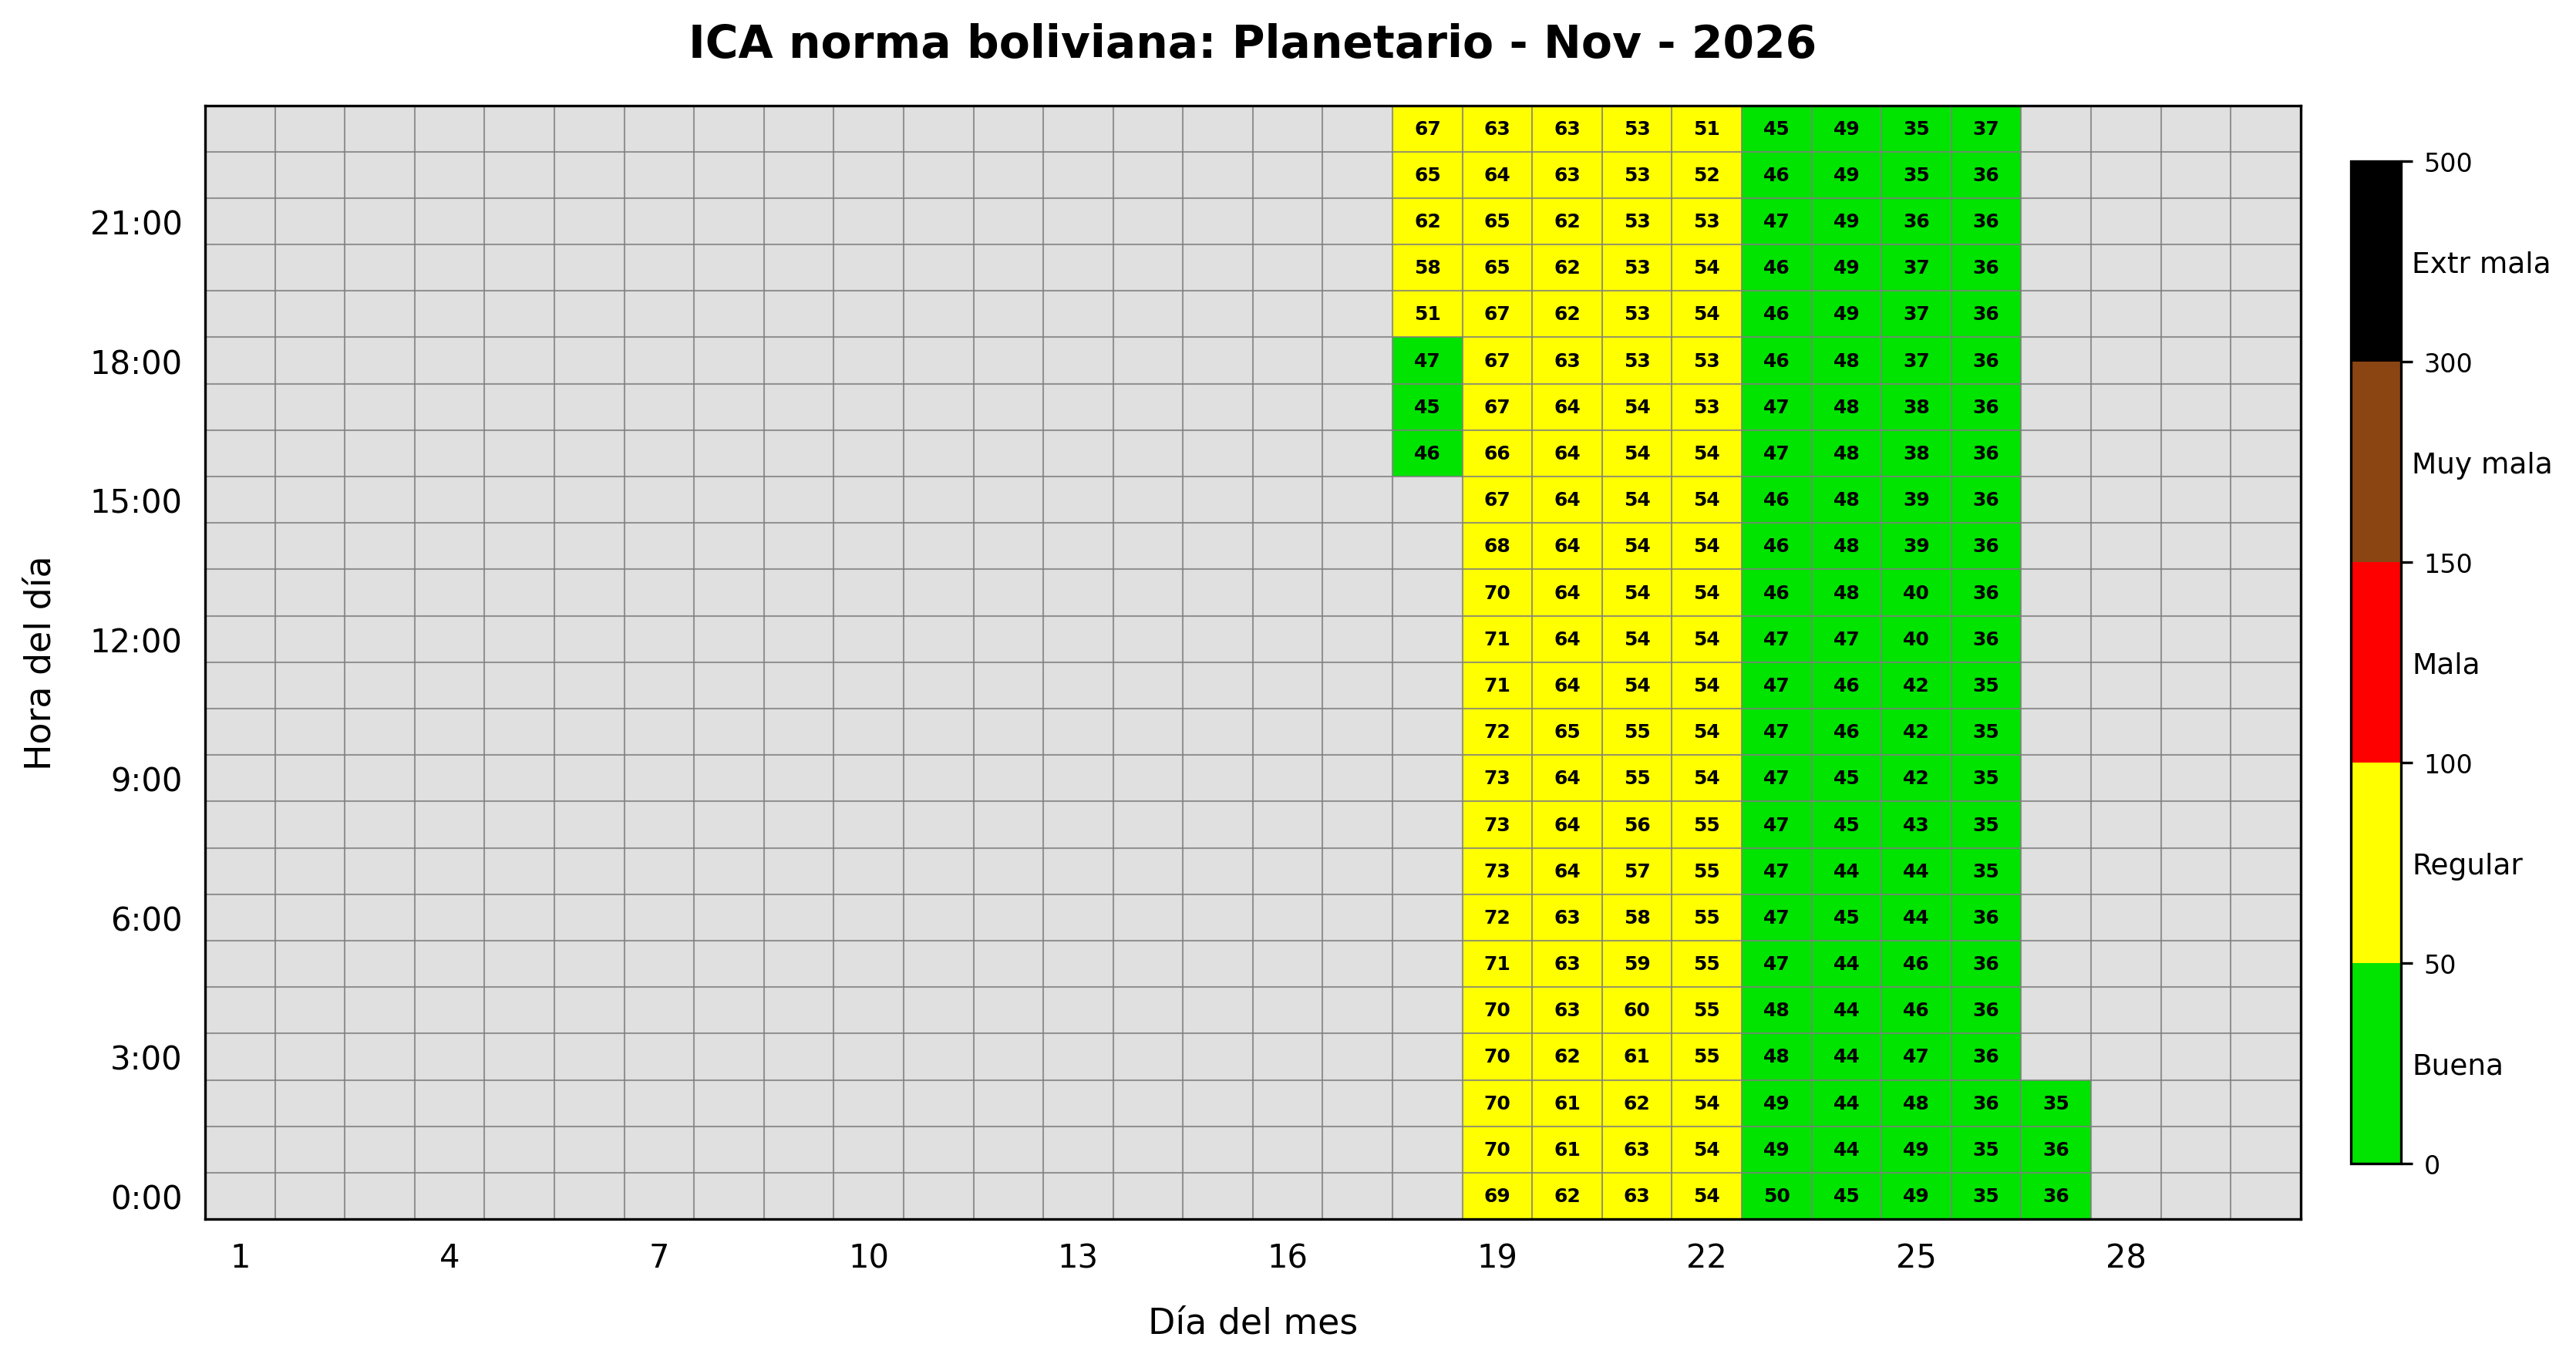 ICA norma boliviana: Planetario - Nov - 2026
67 63 63 53 51 45 49 35 37
65 64 63 53 52 46 49 35 36
21:00 62 65 62 53 53 47 49 36 36
58 65 62 53 54 46 49 37 36
51 67 62 53 54 46 49 37 36
18:00 47 67 63 53 53 46 48 37 36
45 67 64 54 53 47 48 38 36
46 66 64 54 54 47 48 38 36
15:00 67 64 54 54 46 48 39 36
68 64 54 54 46 48 39 36
70 64 54 54 46 48 40 36
12:00 71 64 54 54 47 47 40 36
71 64 54 54 47 46 42 35
72 65 55 54 47 46 42 35
9:00 73 64 55 54 47 45 42 35
73 64 56 55 47 45 43 35
73 64 57 55 47 44 44 35
6:00 72 63 58 55 47 45 44 36
71 63 59 55 47 44 46 36
70 63 60 55 48 44 46 36
3:00 70 62 61 55 48 44 47 36
70 61 62 54 49 44 48 36 35
70 61 63 54 49 44 49 35 36
0:00 69 62 63 54 50 45 49 35 36
1 4 7 10 13 16 19 22 25 28
Día del mes
Hora del día
500
Extr mala
300
Muy mala
150
Mala
100
Regular
50
Buena
0